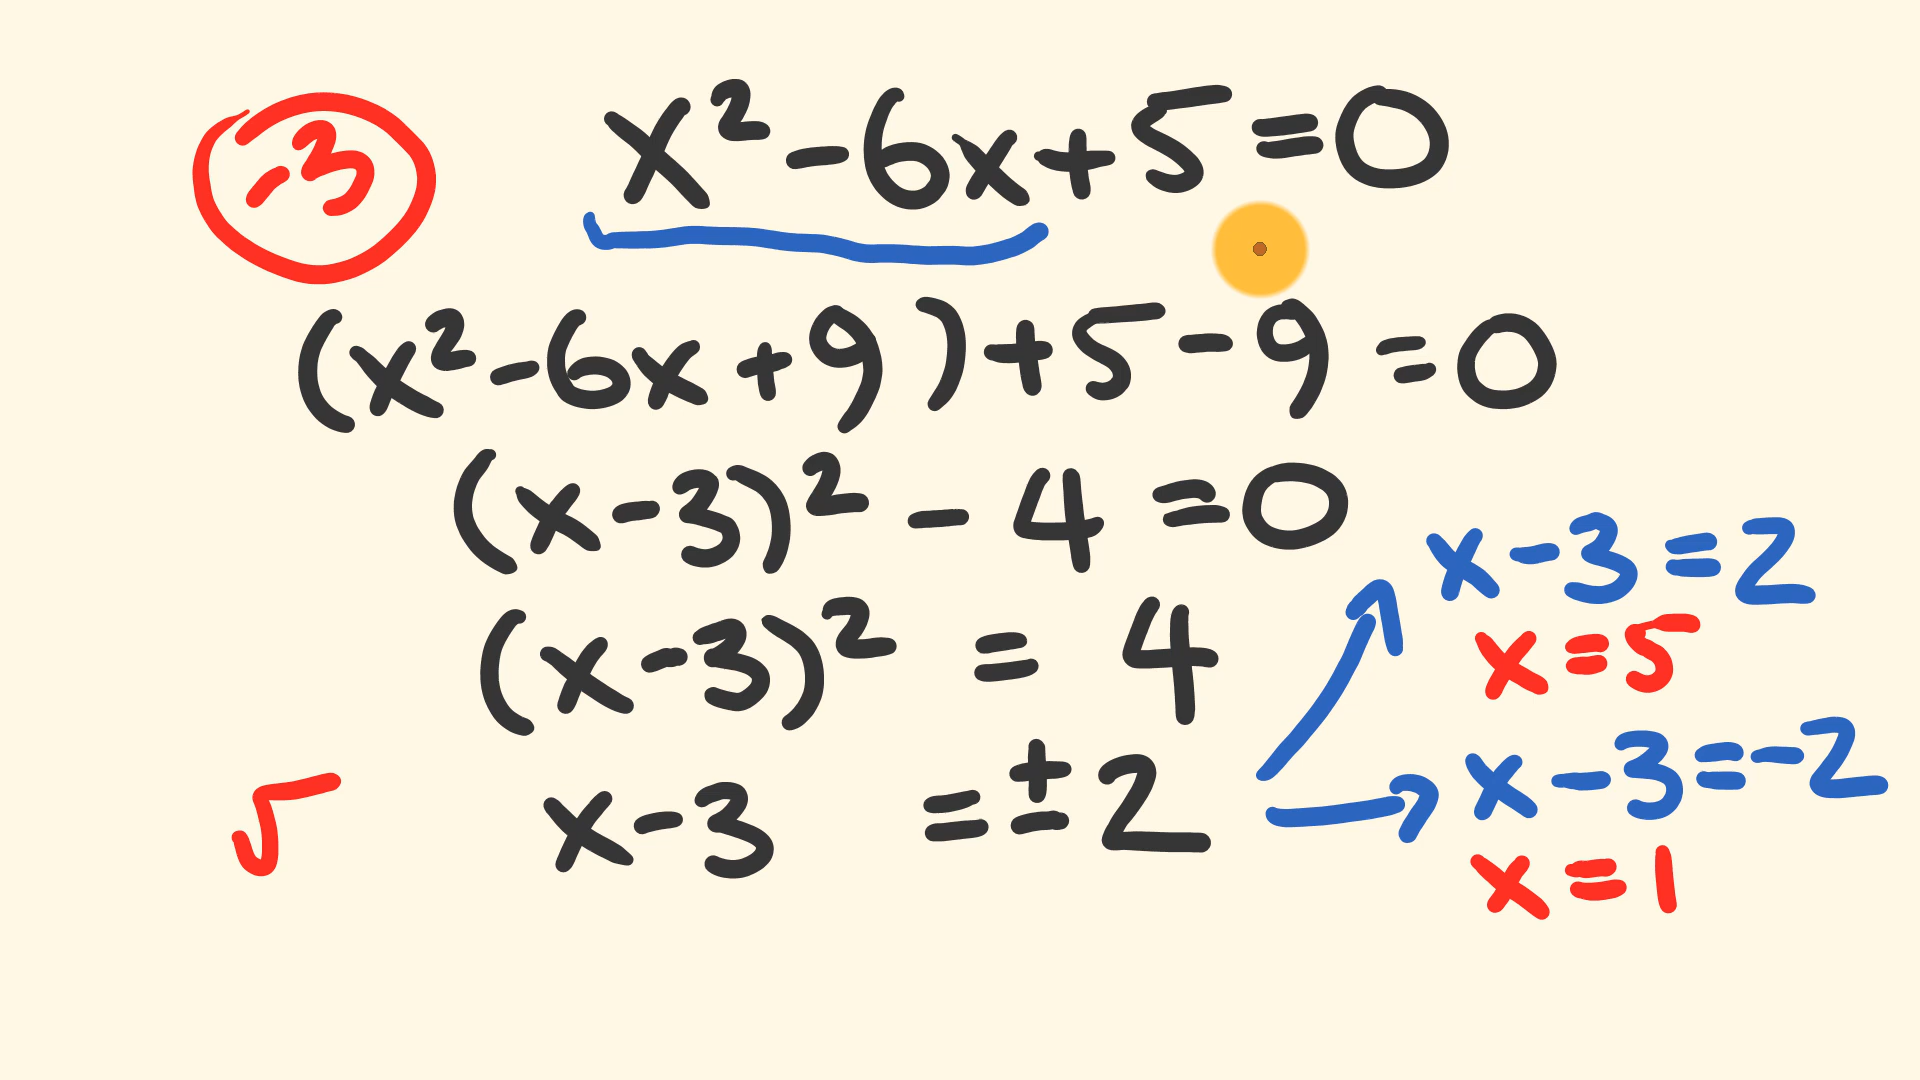 -3
x²-6x+5=0
(x²-6x+9)+5-9=0
(x-3)²-4=0
(x-3)²=4
√
x-3=±2
x-3=2
x=5
x-3=-2
x=1